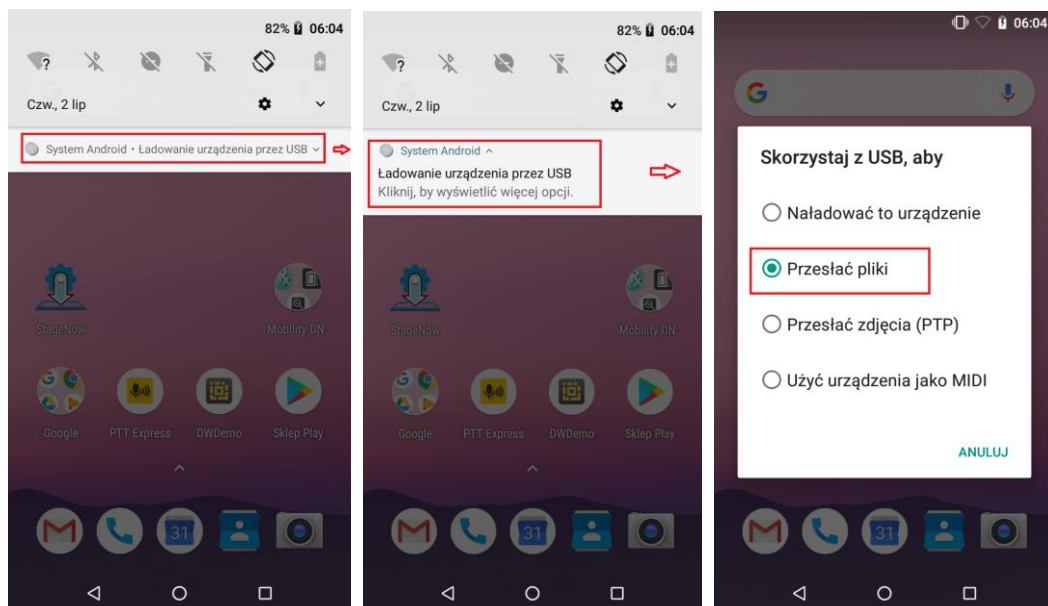 82% 06:04
?
Czw., 2 lip
System Android • Ładowanie urządzenia przez USB
StageNow
Mobility DN..
Google
PTT Express
DWDemo
Sklep Play
31
82% 06:04
?
Czw., 2 lip
System Android
Ładowanie urządzenia przez USB
Kliknij, by wyświetlić więcej opcji.
StageNow
Mobility DN..
Google
PTT Express
DWDemo
Sklep Play
31
06:04
G
Skorzystaj z USB, aby
Naładować to urządzenie
Przesłać pliki
Przesłać zdjęcia (PTP)
Użyć urządzenia jako MIDI
ANULUJ
31